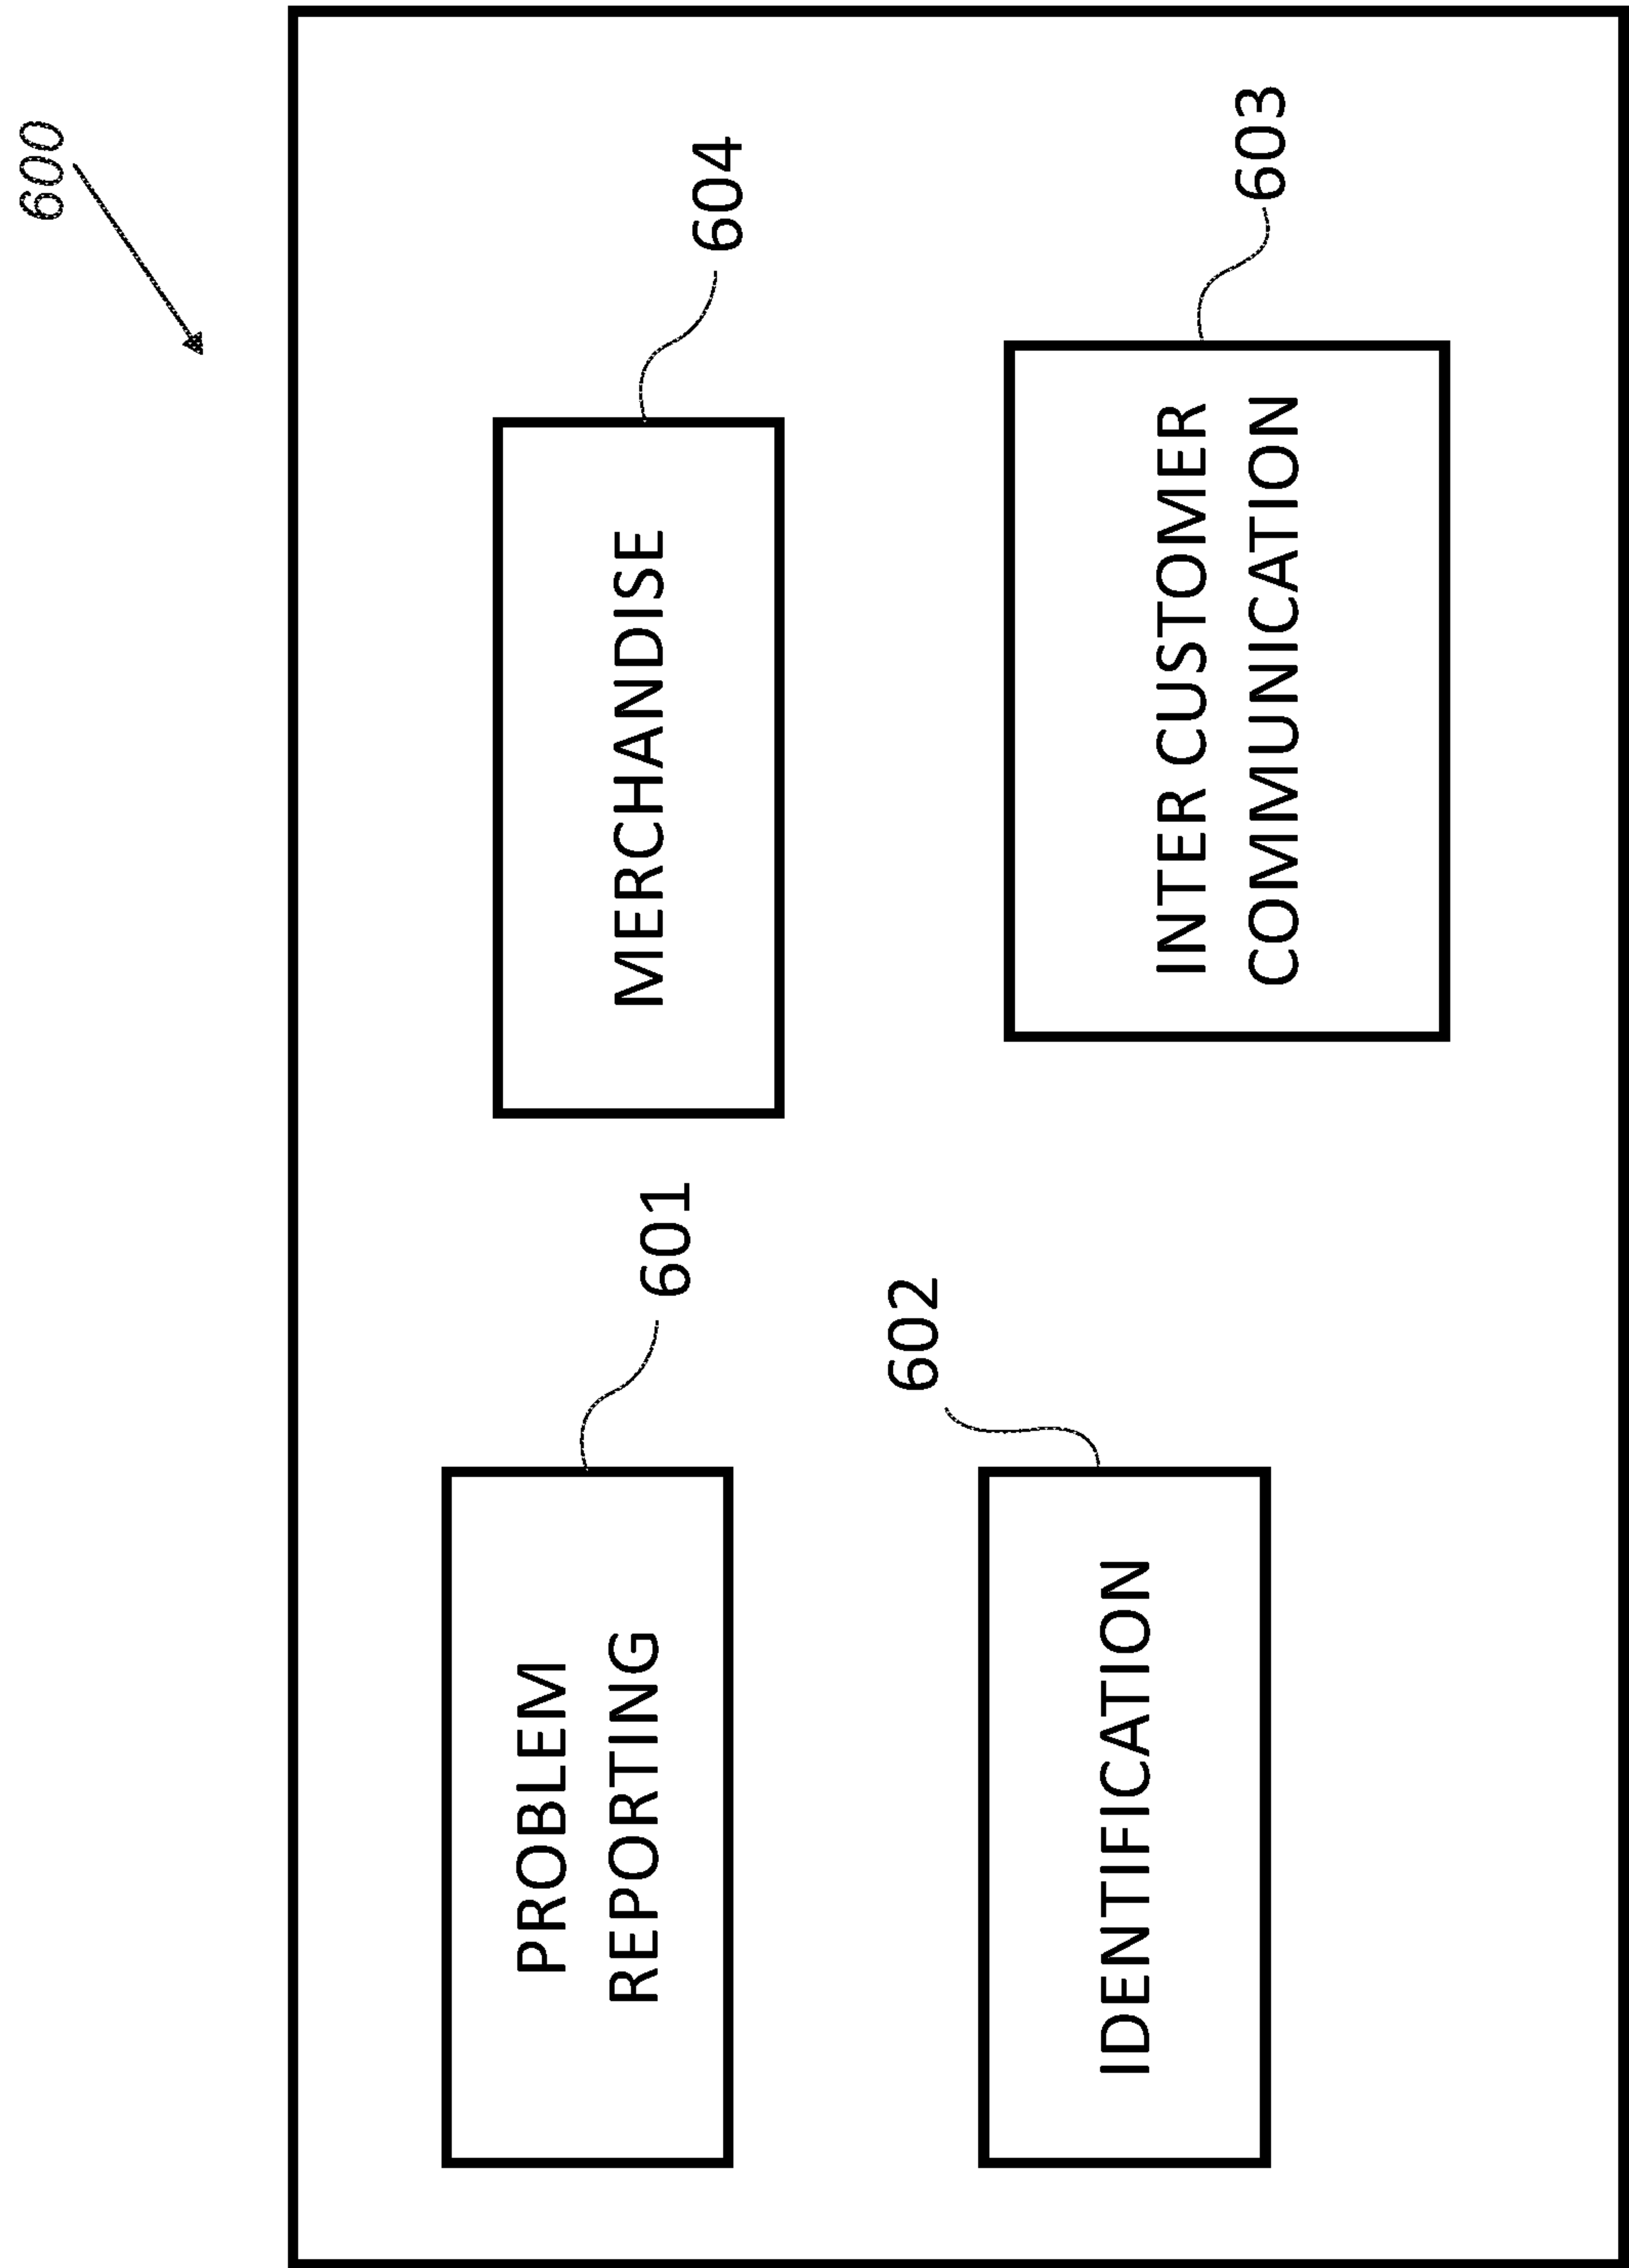 600
PROBLEM
REPORTING
601
MERCHANDISE
604
IDENTIFICATION
602
INTER CUSTOMER
COMMUNICATION
603